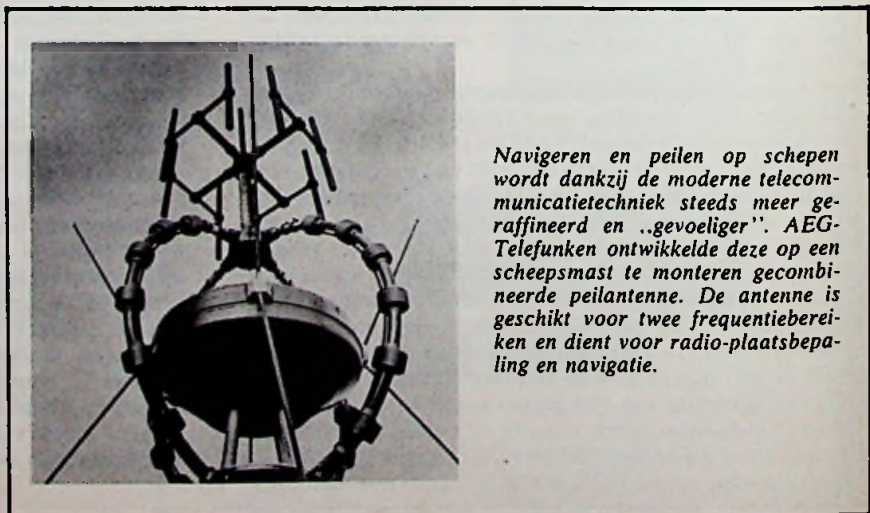 Navigeren en peilen op schepen
wordt dankzij de moderne telecom-
municatietechniek steeds meer ge-
raffineerd en ,,gevoeliger''. AEG-
Telefunken ontwikkelde deze op een
scheepsmast te monteren gecombi-
neerde peilantenne. De antenne is
geschikt voor twee frequentieberei-
ken en dient voor radio-plaatsbepa-
ling en navigatie.